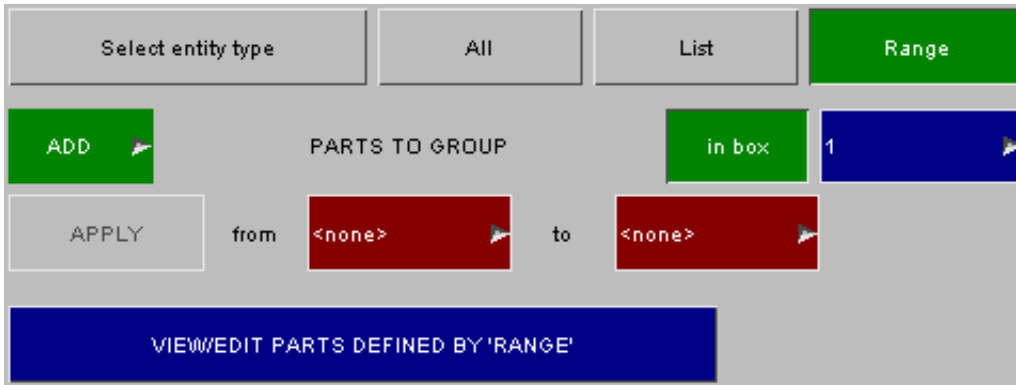 Select entity type All List Range
ADD PARTS TO GROUP in box 1
APPLY from <none> to <none>
VIEW/EDIT PARTS DEFINED BY 'RANGE'